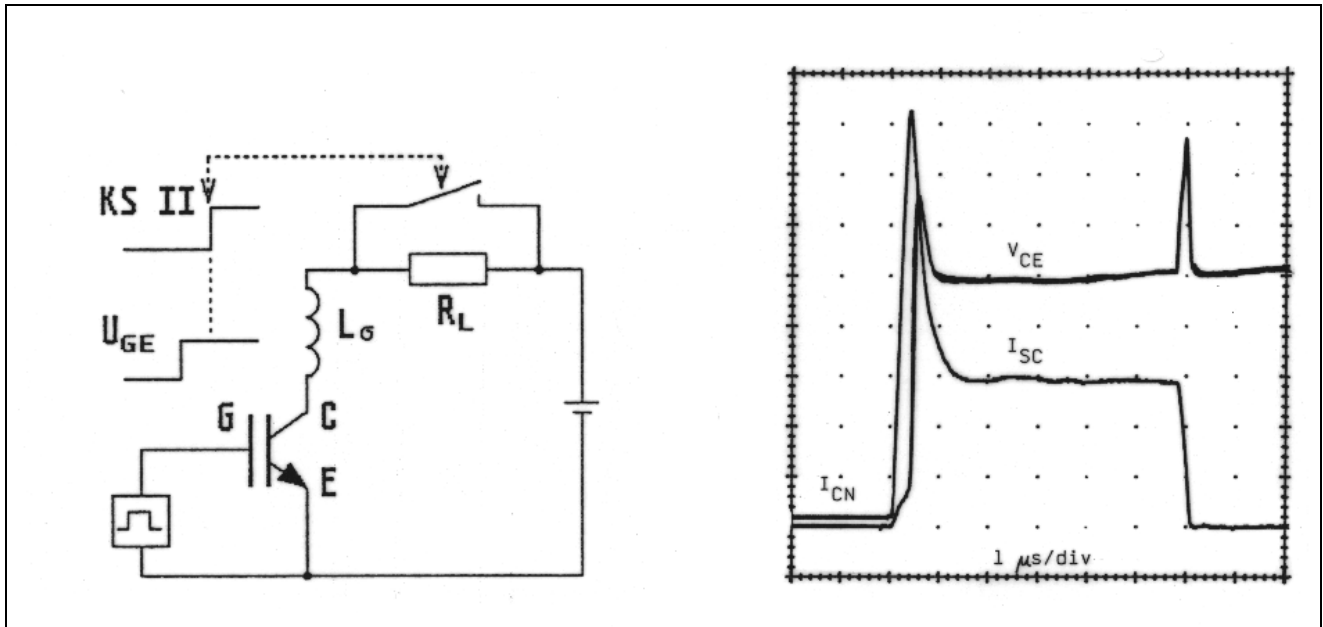 KS II
U_GE
G
C
E
L_σ
R_L
V_CE
I_SC
I_CN
1 µs/div